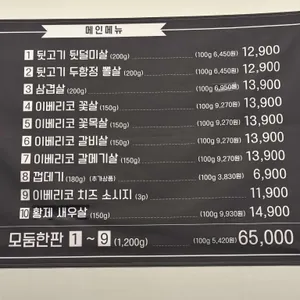 메인메뉴
1 뒷고기 뒷덜미살 (200g) (100g 6,450원) 12,900
2 뒷고기 두항정 뽈살 (200g) (100g 6,450원) 12,900
3 삼겹살 (200g) (100g 6,950원) 13,900
4 이베리코 꽃살 (150g) (100g 9,270원) 13,900
5 이베리코 꽃목살 (150g) (100g 9,270원) 13,900
6 이베리코 갈비살 (150g) (100g 9,270원) 13,900
7 이베리코 갈메기살 (150g) (100g 9,270원) 13,900
8 껍데기 (180g) (추가상품) (100g 3,830원) 6,900
9 이베리코 치즈 소시지 (3p) 11,900
10 황제 새우살 (150g) (100g 9,930원) 14,900
모둠한판 1 ~ 9 (1,200g) (100g 5,420원) 65,000